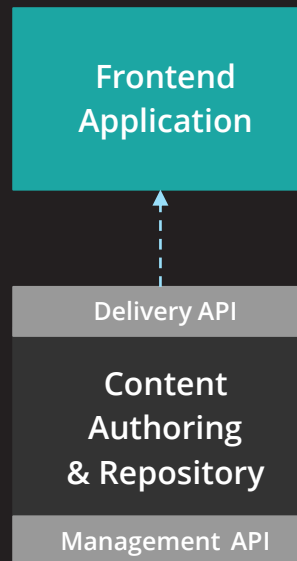 Frontend
Application
Delivery API
Content
Authoring
& Repository
Management API